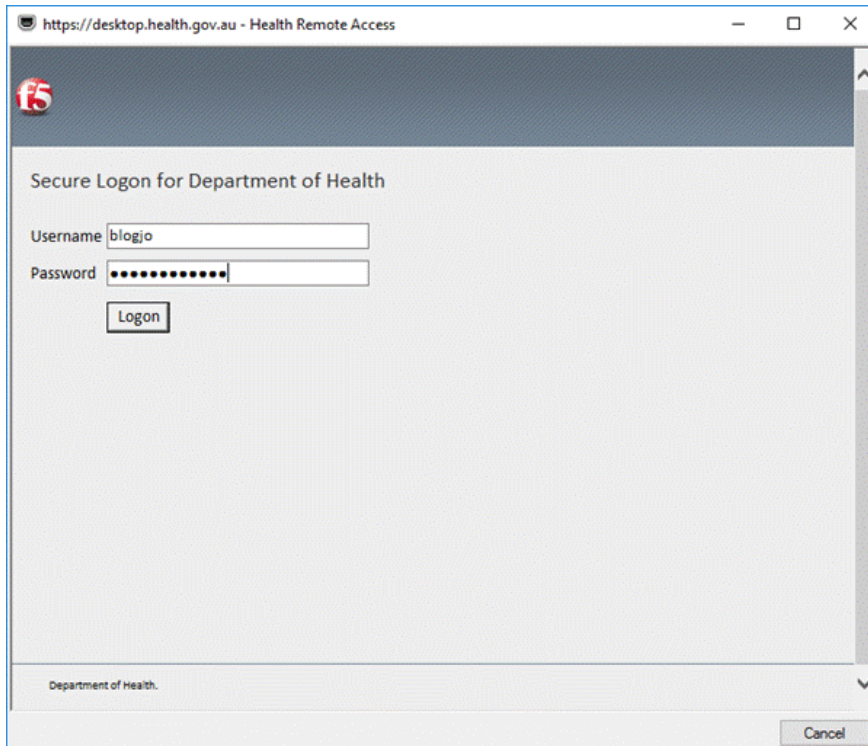 https://desktop.health.gov.au - Health Remote Access
f5
Secure Logon for Department of Health
Username blogjo
Password ●●●●●●●●●●●●
Logon
Department of Health.
Cancel